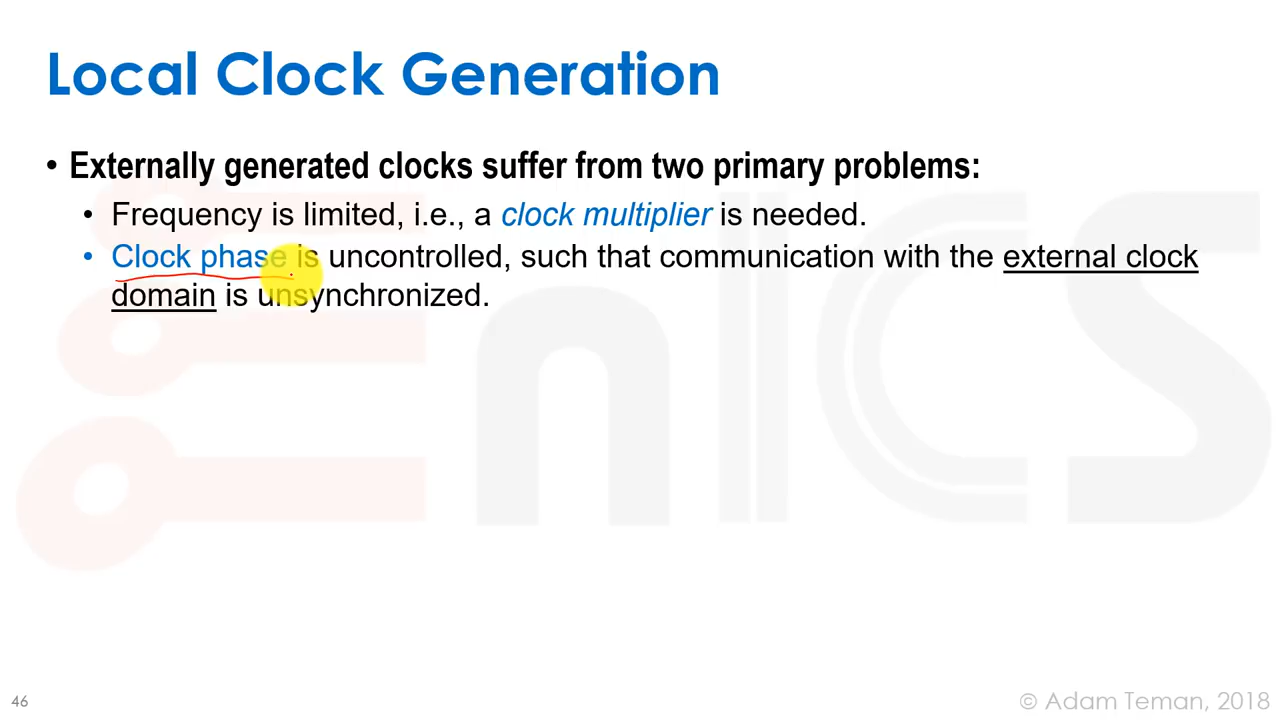 Local Clock Generation
• Externally generated clocks suffer from two primary problems:
• Frequency is limited, i.e., a clock multiplier is needed.
• Clock phase is uncontrolled, such that communication with the external clock
domain is unsynchronized.
46
© Adam Teman, 2018